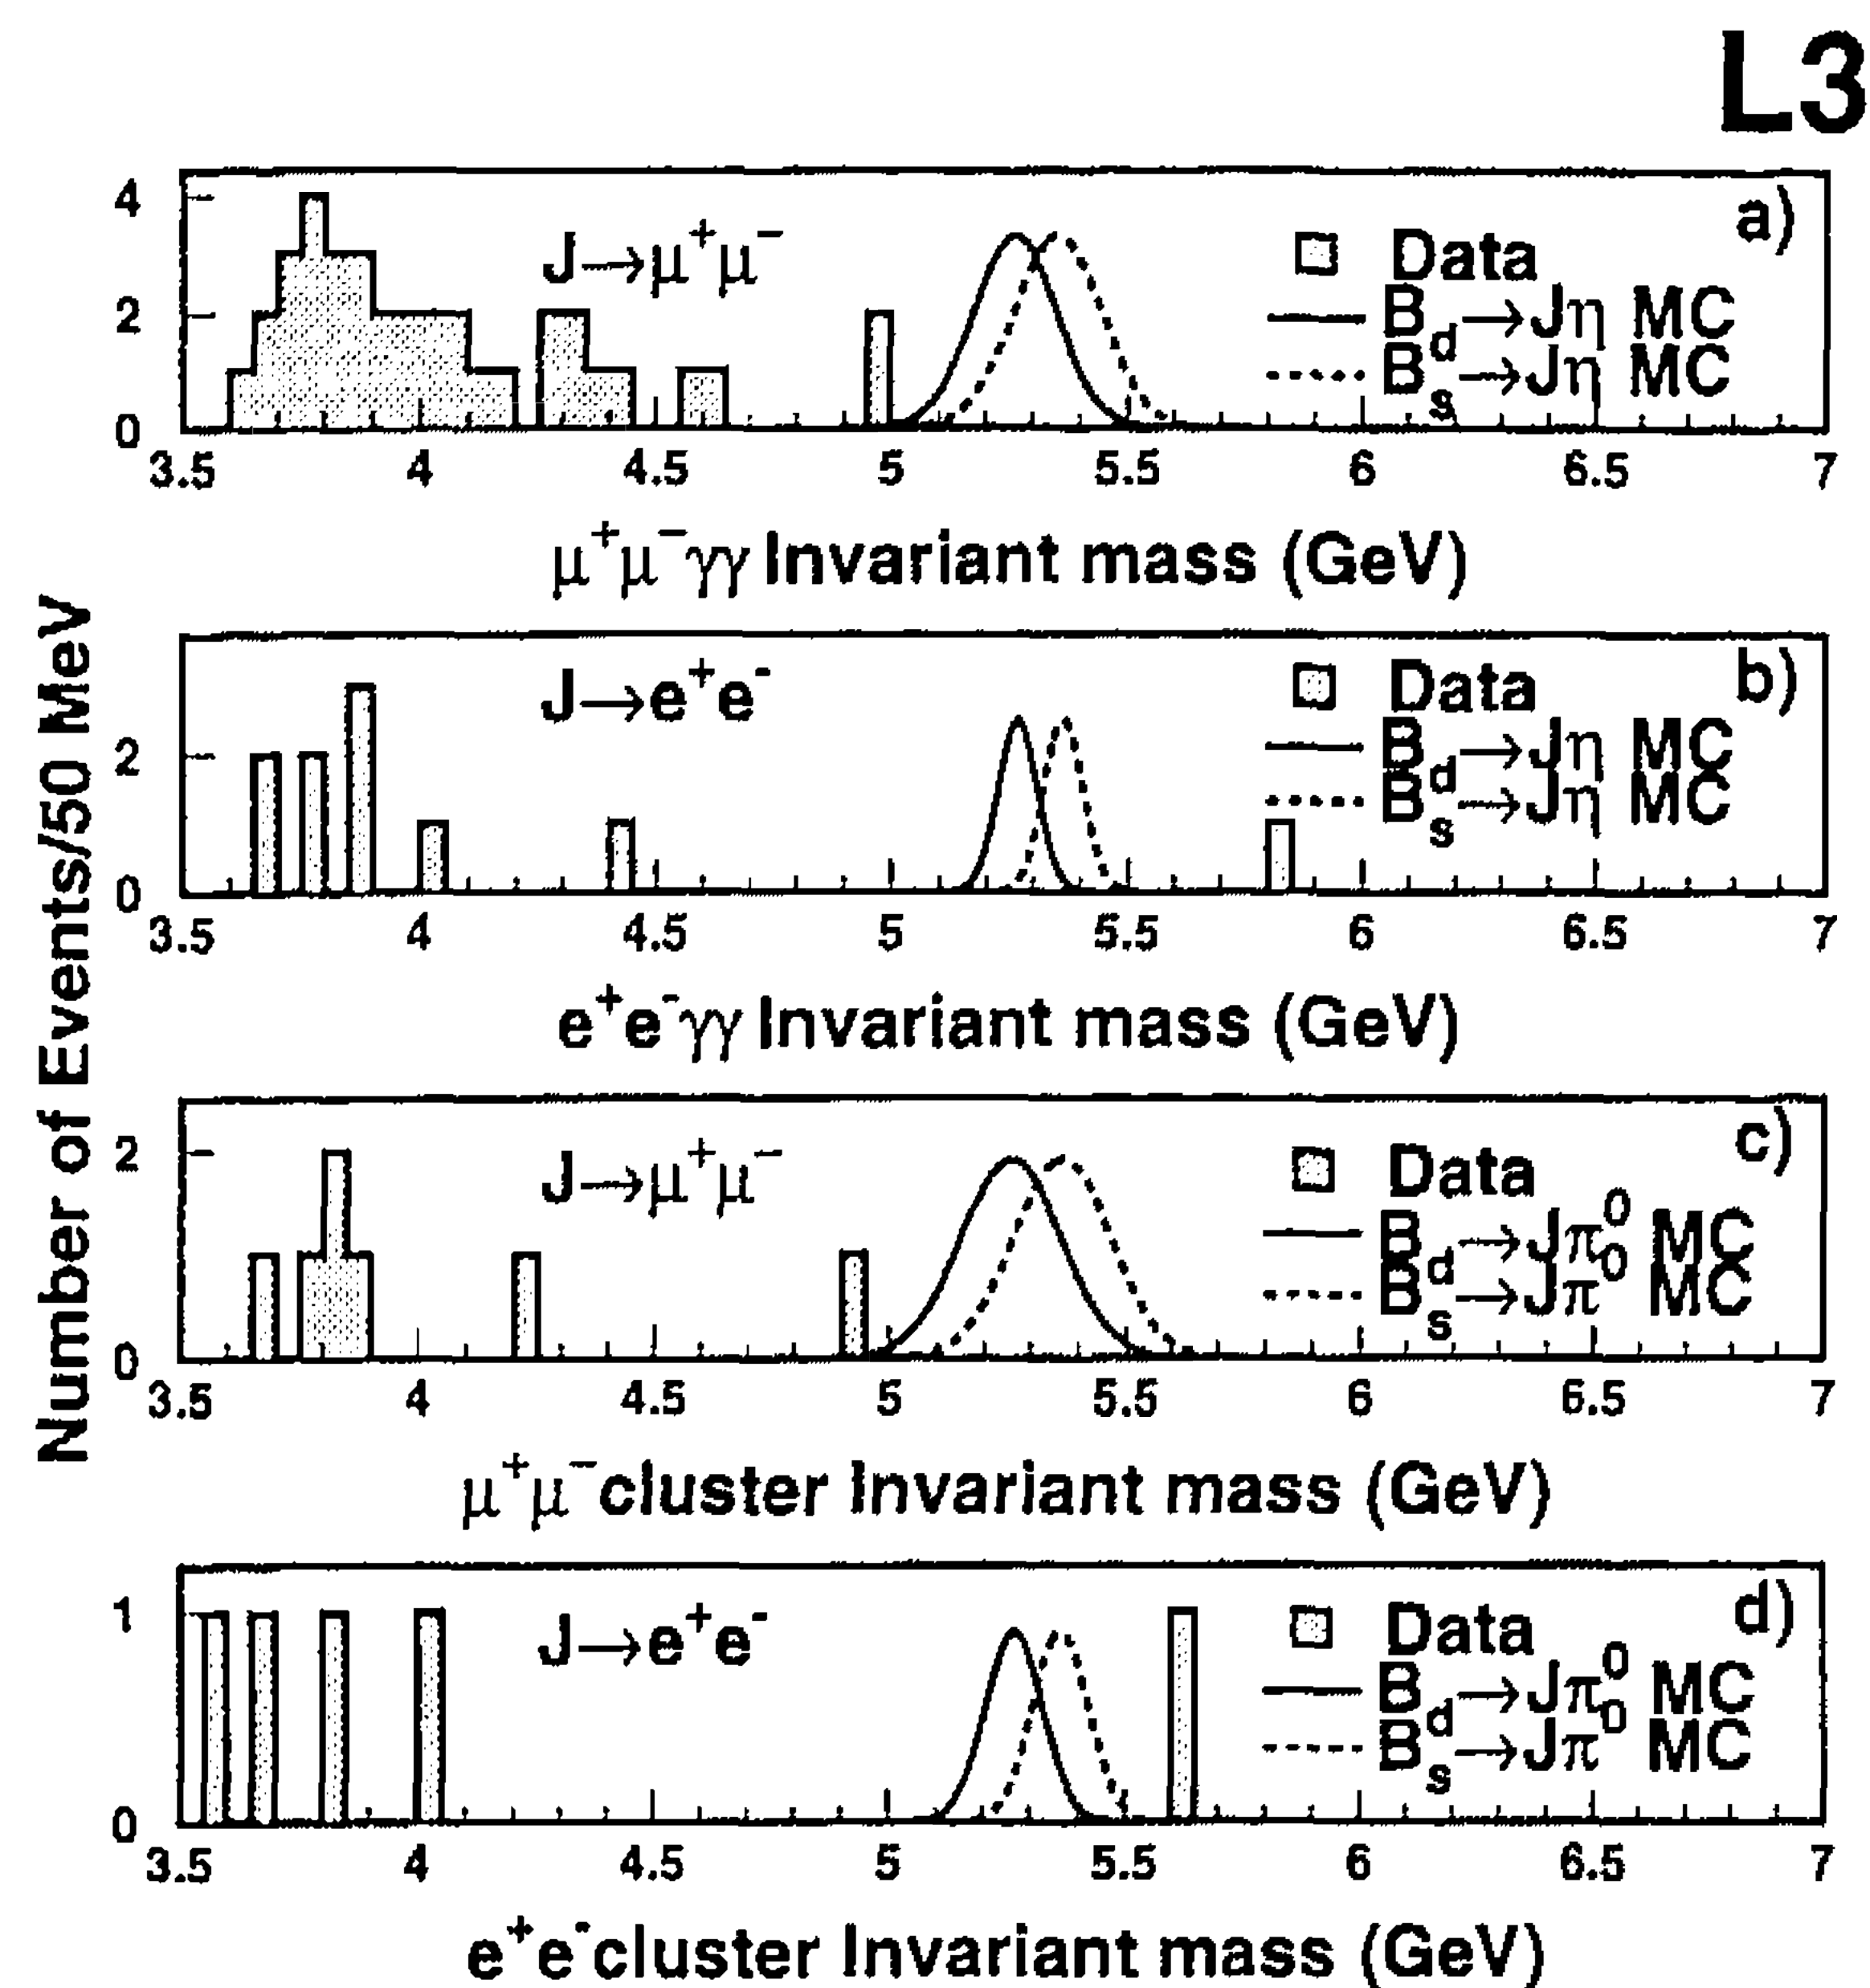 L3
Number of Events/50 MeV
a)
4
2
0
J→μ⁺μ⁻
Data
B_d→Jη MC
B_s→Jη MC
3.5 4 4.5 5 5.5 6 6.5 7
μ⁺μ⁻γγ Invariant mass (GeV)
b)
2
0
J→e⁺e⁻
Data
B_d→Jη MC
B_s→Jη MC
3.5 4 4.5 5 5.5 6 6.5 7
e⁺e⁻γγ Invariant mass (GeV)
c)
2
0
J→μ⁺μ⁻
Data
B_d→Jπ⁰ MC
B_s→Jπ⁰ MC
3.5 4 4.5 5 5.5 6 6.5 7
μ⁺μ⁻cluster Invariant mass (GeV)
d)
1
0
J→e⁺e⁻
Data
B_d→Jπ⁰ MC
B_s→Jπ⁰ MC
3.5 4 4.5 5 5.5 6 6.5 7
e⁺e⁻cluster Invariant mass (GeV)